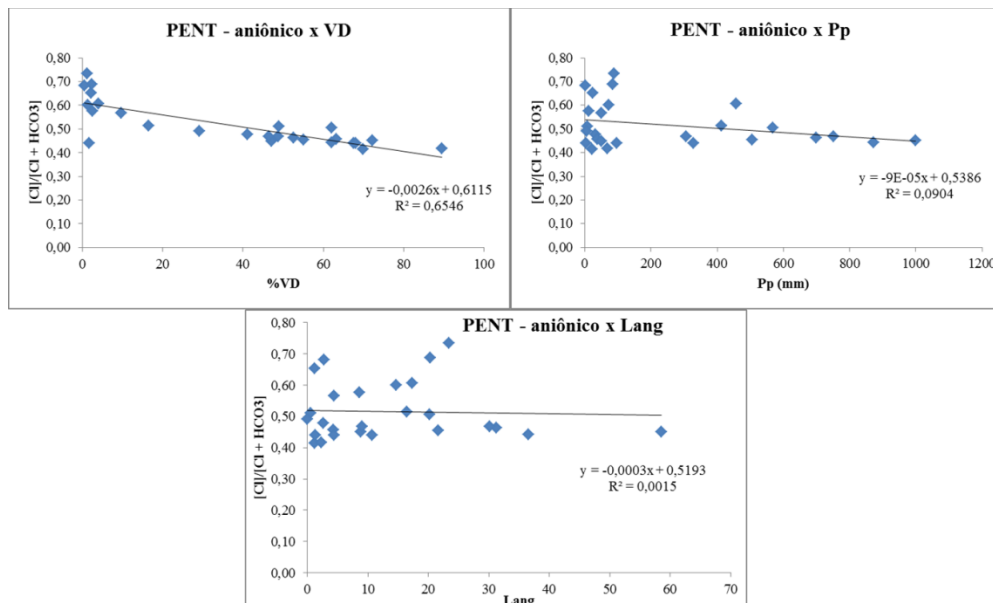 PENT - aniônico x VD
[Cl]/[Cl + HCO3]
0,80
0,70
0,60
0,50
0,40
0,30
0,20
0,10
0,00
y = -0,0026x + 0,6115
R² = 0,6546
0 20 40 60 80 100
%VD
PENT - aniônico x Pp
[Cl]/[Cl + HCO3]
0,80
0,70
0,60
0,50
0,40
0,30
0,20
0,10
0,00
y = -9E-05x + 0,5386
R² = 0,0904
0 200 400 600 800 1000 1200
Pp (mm)
PENT - aniônico x Lang
[Cl]/[Cl + HCO3]
0,80
0,70
0,60
0,50
0,40
0,30
0,20
0,10
0,00
y = -0,0003x + 0,5193
R² = 0,0015
0 10 20 30 40 50 60 70
Lang